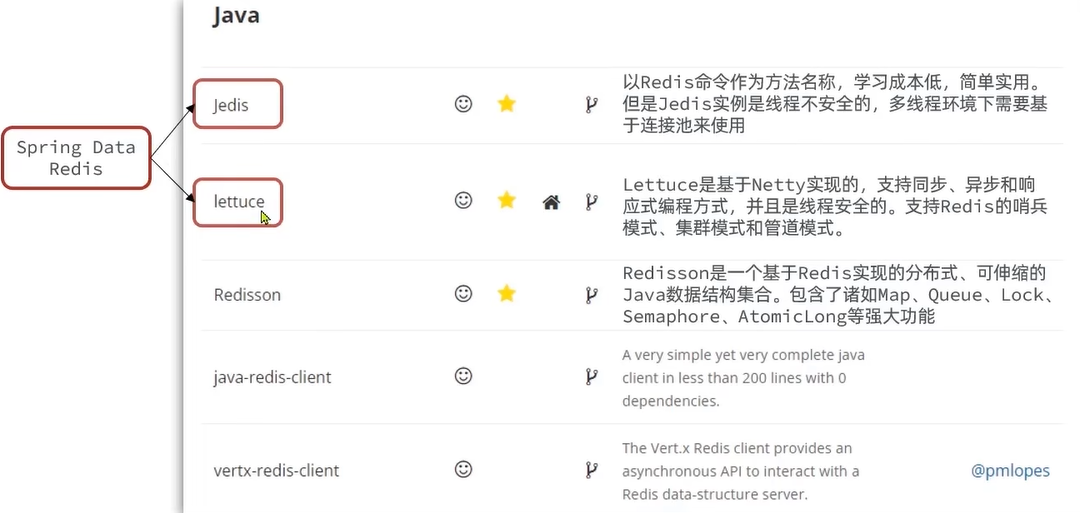 Java
Spring Data
Redis
Jedis
以Redis命令作为方法名称，学习成本低，简单实用。
但是Jedis实例是线程不安全的，多线程环境下需要基
于连接池来使用
lettuce
Lettuce是基于Netty实现的，支持同步、异步和响
应式编程方式，并且是线程安全的。支持Redis的哨兵
模式、集群模式和管道模式。
Redisson
Redisson是一个基于Redis实现的分布式、可伸缩的
Java数据结构集合。包含了诸如Map、Queue、Lock、
Semaphore、AtomicLong等强大功能
java-redis-client
A very simple yet very complete java
client in less than 200 lines with 0
dependencies.
vertx-redis-client
The Vert.x Redis client provides an
asynchronous API to interact with a
Redis data-structure server.
@pmlopes